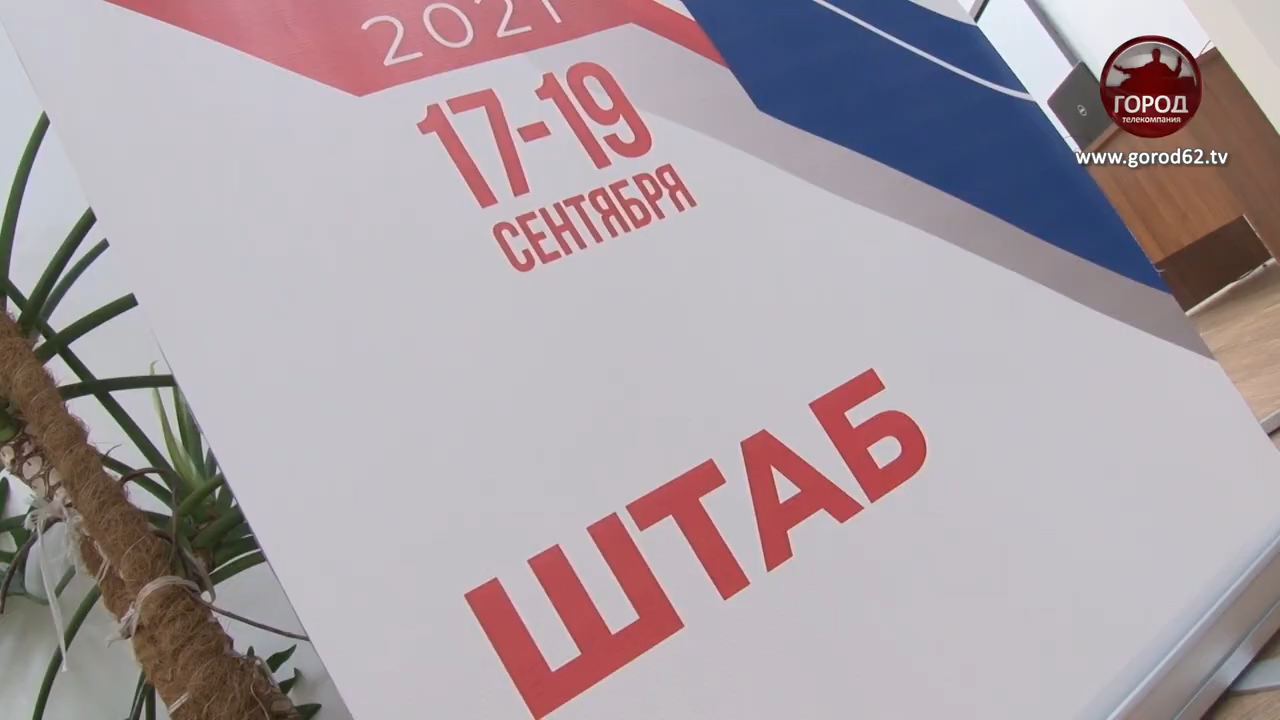 2021
17-19
СЕНТЯБРЯ
ШТАБ
ГОРОД
телекомпания
www.gorod62.tv